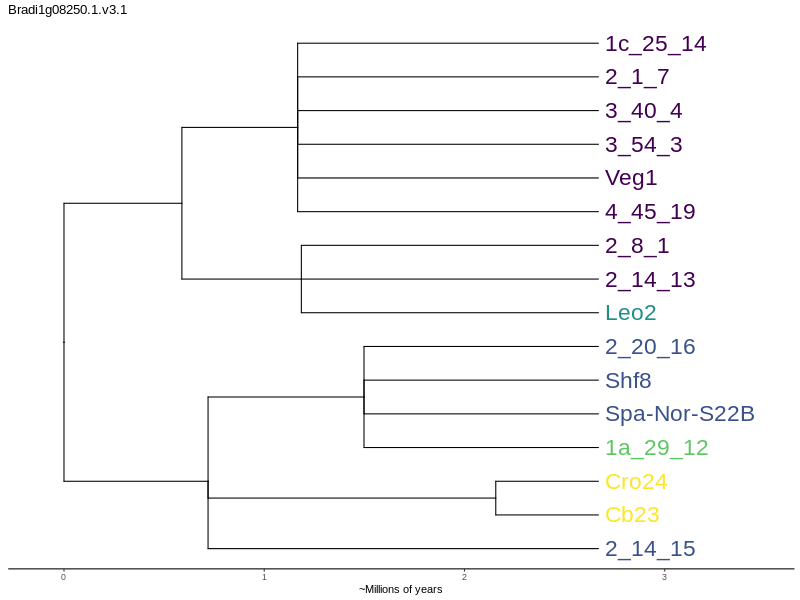 Bradi1g08250.1.v3.1
1c_25_14
2_1_7
3_40_4
3_54_3
Veg1
4_45_19
2_8_1
2_14_13
Leo2
2_20_16
Shf8
Spa-Nor-S22B
1a_29_12
Cro24
Cb23
2_14_15
0 1 2 3
~Millions of years